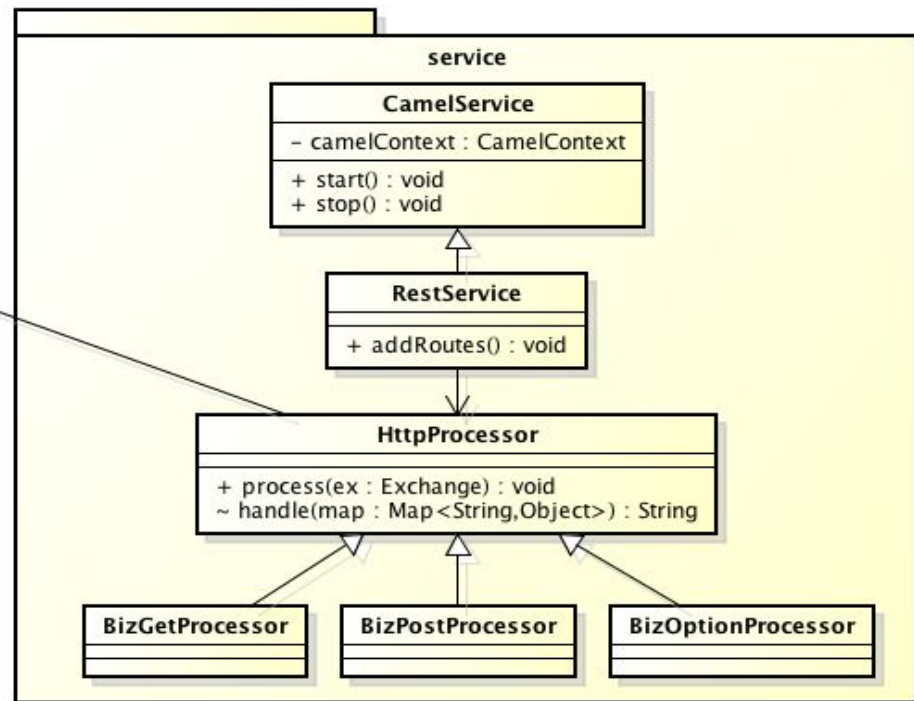 service
CamelService
- camelContext : CamelContext
+ start() : void
+ stop() : void
RestService
+ addRoutes() : void
HttpProcessor
+ process(ex : Exchange) : void
~ handle(map : Map<String,Object>) : String
BizGetProcessor
BizPostProcessor
BizOptionProcessor